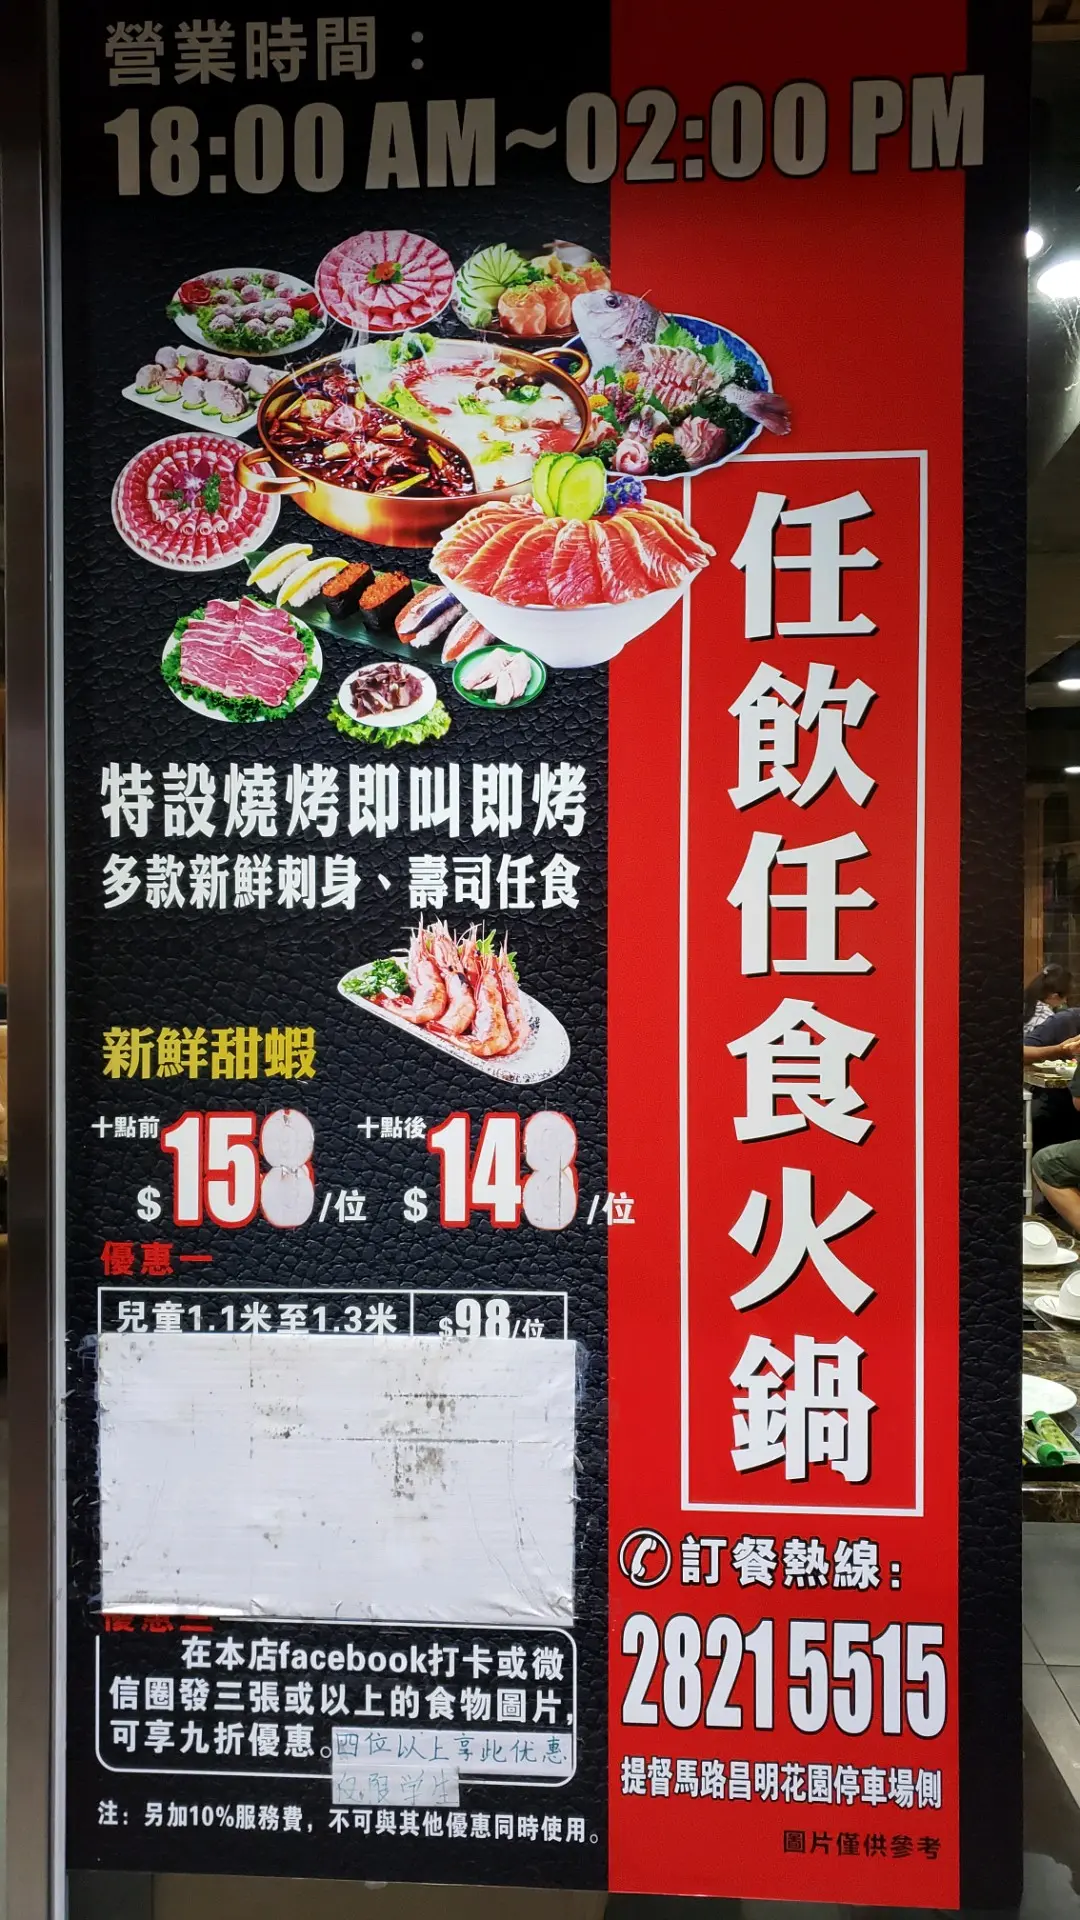 營業時間：
18:00 AM~02:00 PM
任飲任食火鍋
特設燒烤即叫即烤
多款新鮮刺身、壽司任食
新鮮甜蝦
十點前 $158/位
十點後 $148/位
優惠一
兒童1.1米至1.3米 $98/位
優惠三
在本店facebook打卡或微
信圈發三張或以上的食物圖片，
可享九折優惠。四位以上享此优惠
仅限学生
注：另加10%服務費，不可與其他優惠同時使用。
訂餐熱線：
28215515
提督馬路昌明花園停車場側
圖片僅供參考